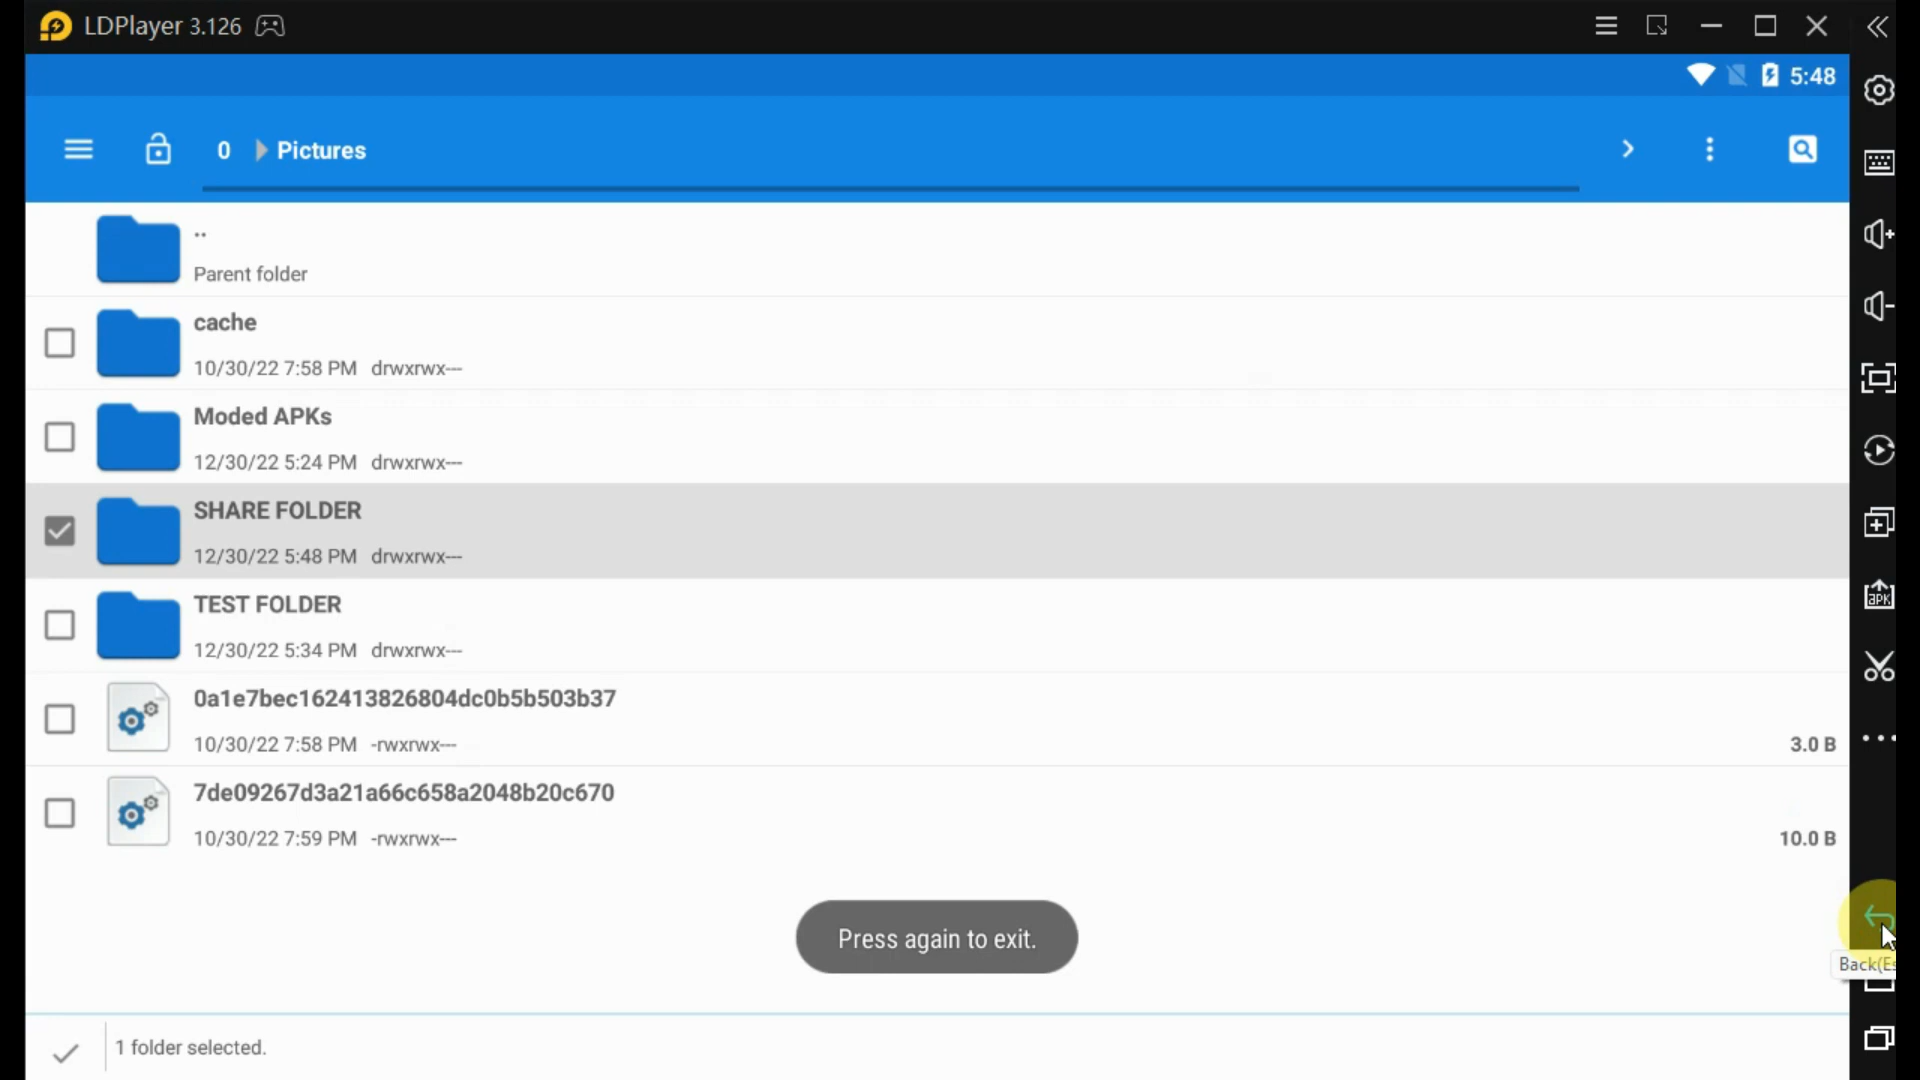 LDPlayer 3.126
5:48
0 Pictures
..
Parent folder
cache
10/30/22 7:58 PM drwxrwx---
Moded APKs
12/30/22 5:24 PM drwxrwx---
SHARE FOLDER
12/30/22 5:48 PM drwxrwx---
TEST FOLDER
12/30/22 5:34 PM drwxrwx---
0a1e7bec162413826804dc0b5b503b37
10/30/22 7:58 PM -rwxrwx---
3.0 B
7de09267d3a21a66c658a2048b20c670
10/30/22 7:59 PM -rwxrwx---
10.0 B
Press again to exit.
1 folder selected.
APK
Back(Es